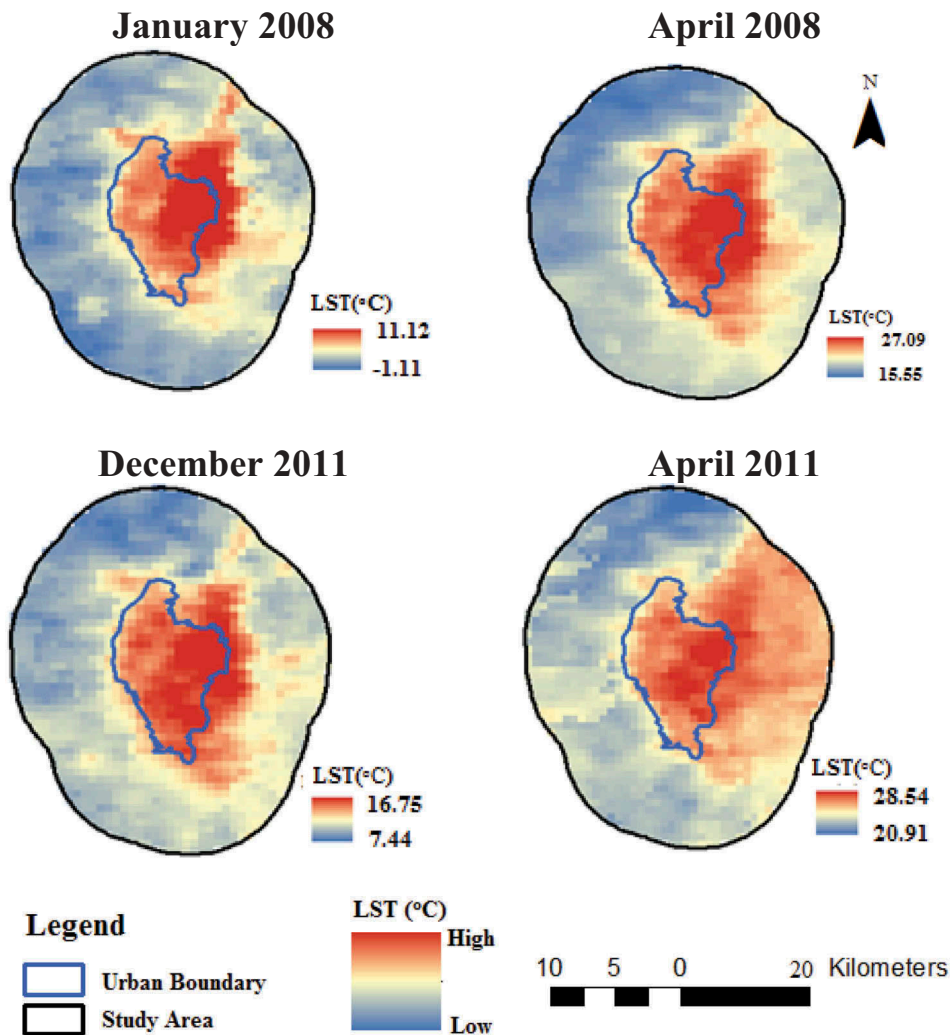 January 2008
April 2008
N
LST(°C)
11.12
-1.11
LST(°C)
27.09
15.55
December 2011
April 2011
LST(°C)
16.75
7.44
LST(°C)
28.54
20.91
Legend
Urban Boundary
Study Area
LST (°C)
High
Low
10 5 0 20 Kilometers